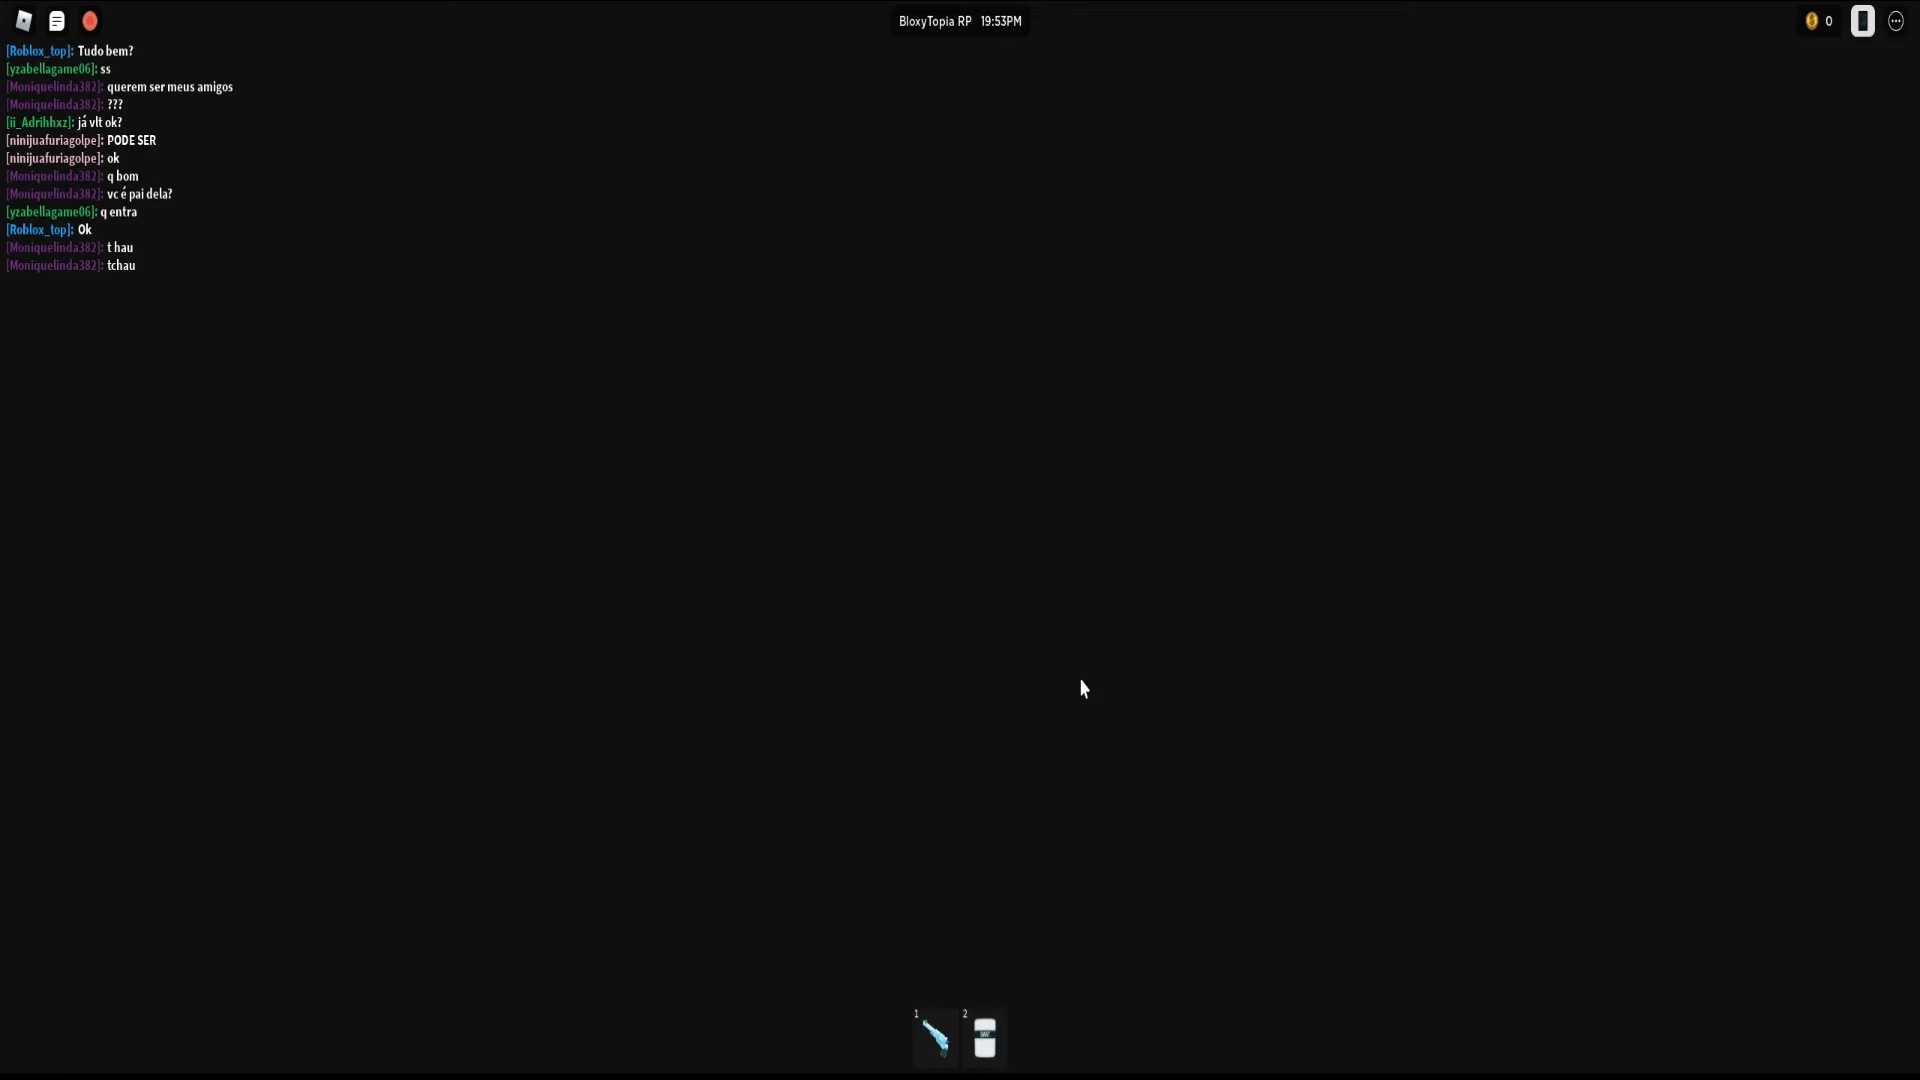 BloxyTopia RP 19:53PM
0
[Roblox_top]: Tudo bem?
[yzabellagame06]: ss
[Moniquelinda382]: querem ser meus amigos
[Moniquelinda382]: ???
[ii_Adrihhxz]: já vlt ok?
[ninijuafuriagolpe]: PODE SER
[ninijuafuriagolpe]: ok
[Moniquelinda382]: q bom
[Moniquelinda382]: vc é pai dela?
[yzabellagame06]: q entra
[Roblox_top]: Ok
[Moniquelinda382]: t hau
[Moniquelinda382]: tchau
1 2